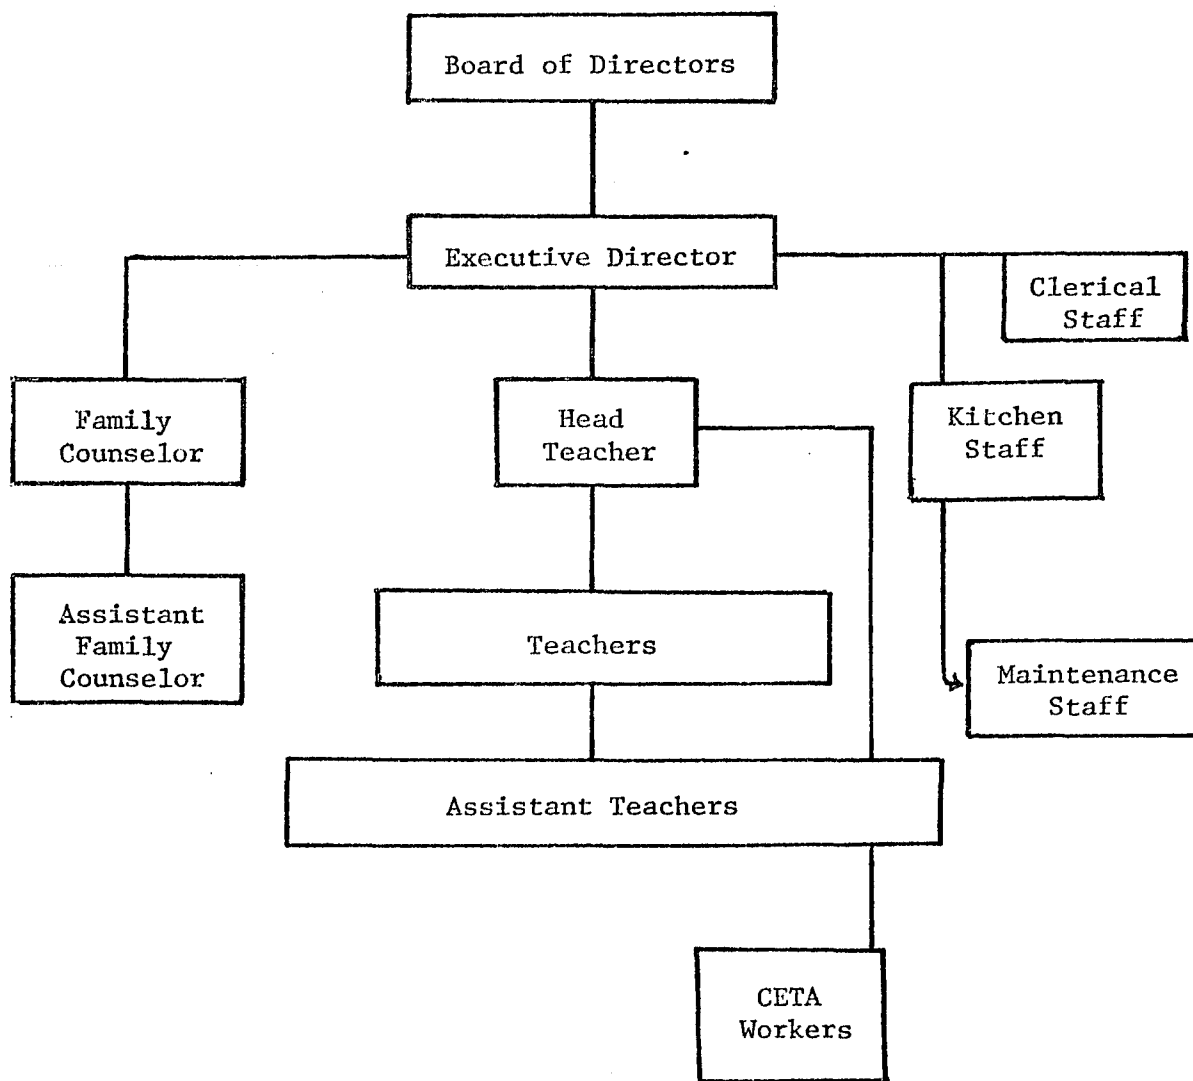 Board of Directors
Executive Director
Clerical
Staff
Family
Counselor
Head
Teacher
Kitchen
Staff
Assistant
Family
Counselor
Teachers
Maintenance
Staff
Assistant Teachers
CETA
Workers